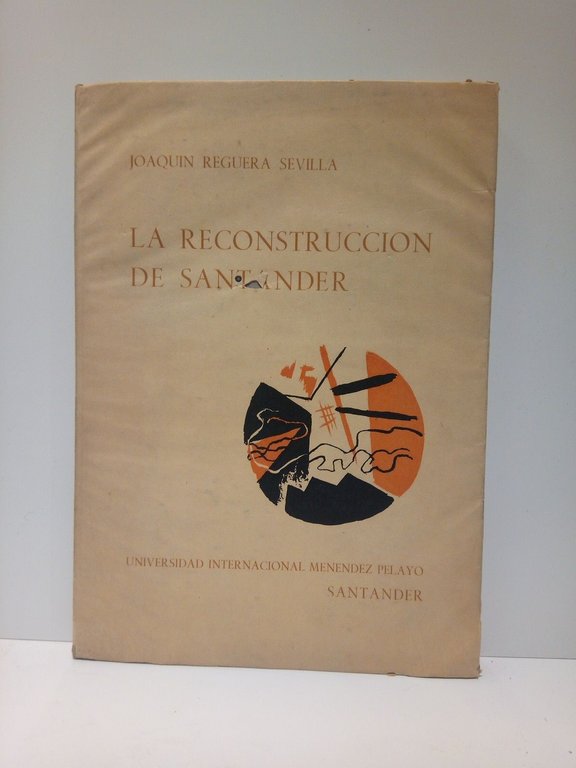 JOAQUIN REGUERA SEVILLA
LA RECONSTRUCCION
DE SANTANDER
UNIVERSIDAD INTERNACIONAL MENENDEZ PELAYO
SANTANDER